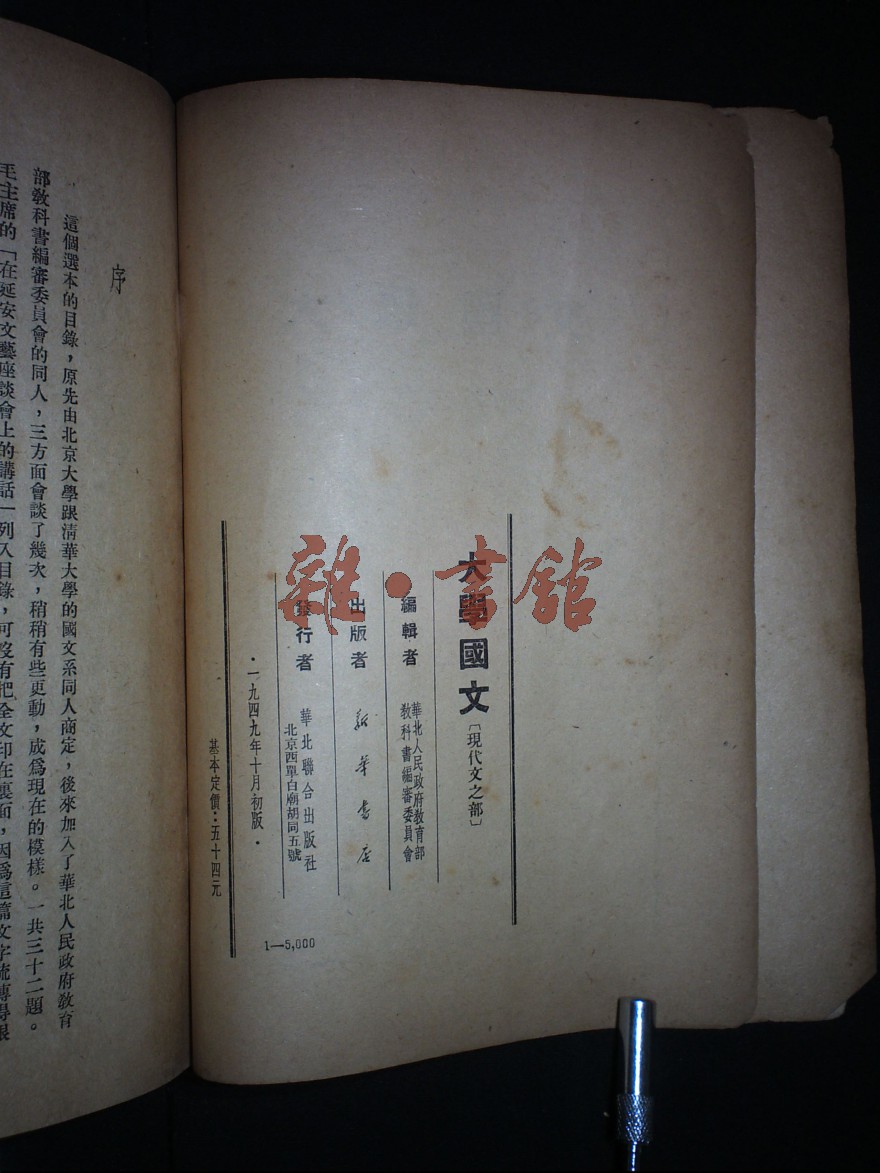 大學國文〔現代文之部〕
編輯者 華北人民政府教育部
教科書編審委員會
出版者 新華書店
發行者 華北聯合出版社
北京西單白廟胡同五號
·一九四九年十月初版·
基本定價：五十四元
1—5,000
雜·書館
序
這個選本的目錄，原先由北京大學跟清華大學的國文系同人商定，後來加入了華北人民政府教育
部教科書編審委員會的同人，三方面會談了幾次，稍稍有些更動，成爲現在的模樣。一共三十二題。
毛主席的「在延安文藝座談會上的講話」列入目錄，可沒有把全文印在裏面，因爲這篇文字流傳得很